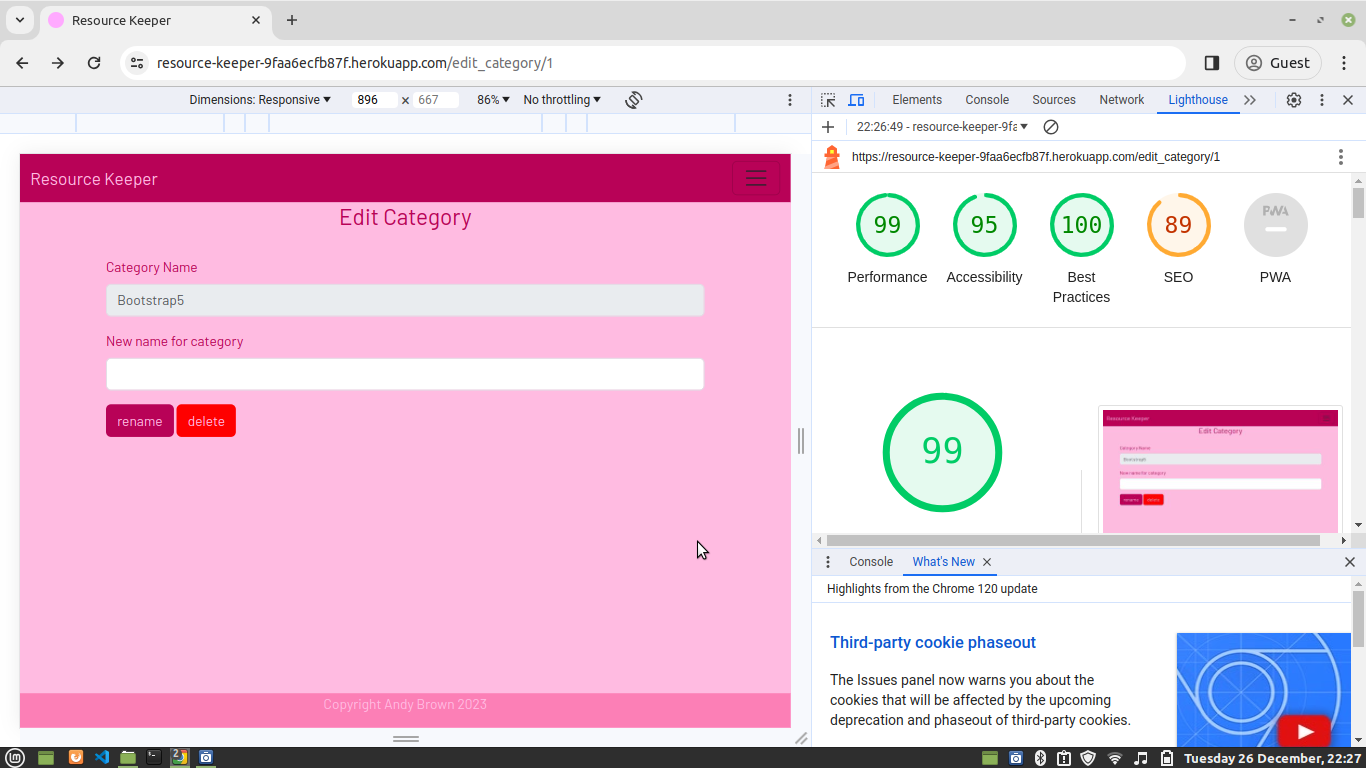 Resource Keeper
resource-keeper-9faa6ecfb87f.herokuapp.com/edit_category/1
Guest
Dimensions: Responsive 896 x 667 86% No throttling
Elements Console Sources Network Lighthouse
22:26:49 - resource-keeper-9fa
https://resource-keeper-9faa6ecfb87f.herokuapp.com/edit_category/1
Resource Keeper
Edit Category
Category Name
Bootstrap5
New name for category
rename delete
Copyright Andy Brown 2023
99 95 100 89 PWA
Performance Accessibility Best Practices SEO PWA
99
Resource Keeper
Edit Category
Category Name
Bootstrap5
New name for category
rename delete
Console What's New
Highlights from the Chrome 120 update
Third-party cookie phaseout
The Issues panel now warns you about the
cookies that will be affected by the upcoming
deprecation and phaseout of third-party cookies.
2
Tuesday 26 December, 22:27